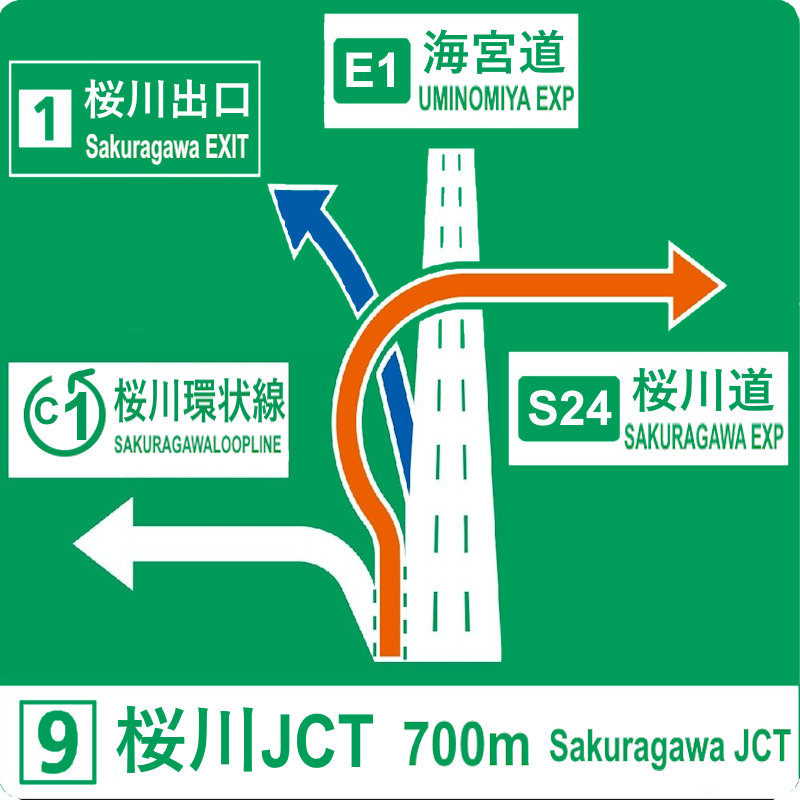 E1 海宮道
UMINOMIYA EXP
1 桜川出口
Sakuragawa EXIT
C1 桜川環状線
SAKURAGAWALOOPLINE
S24 桜川道
SAKURAGAWA EXP
9 桜川JCT 700m Sakuragawa JCT